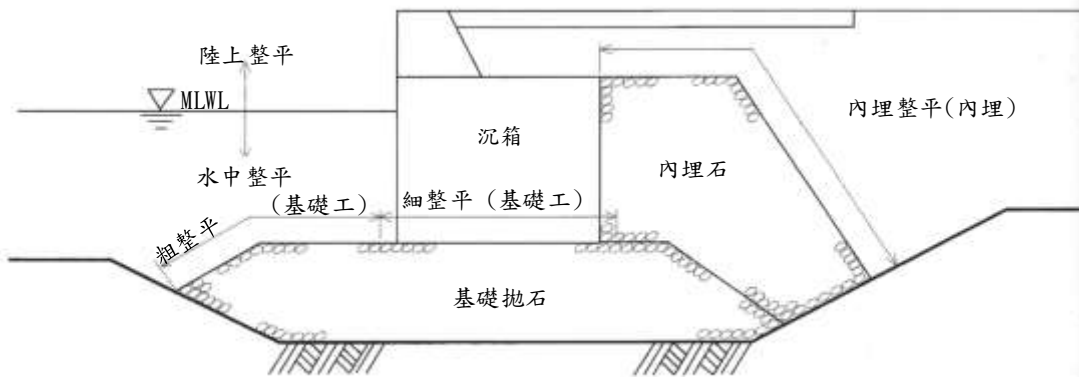 陸上整平
MLWL
內埋整平(內埋)
沉箱
內埋石
水中整平
(基礎工)
細整平(基礎工)
粗整平
基礎拋石